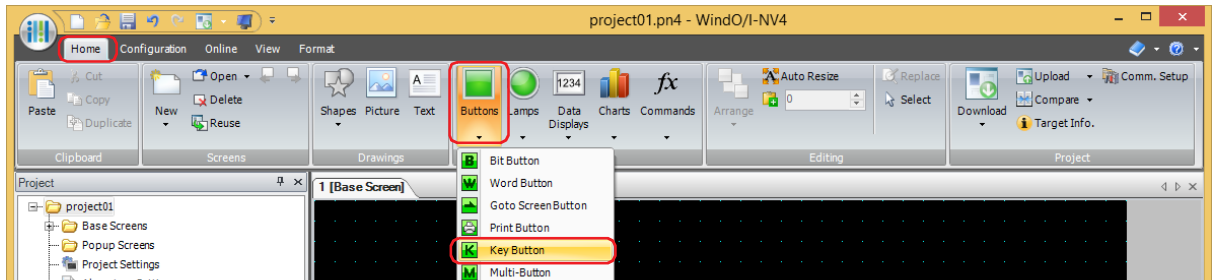 project01.pn4 - WindO/I-NV4
Home Configuration Online View Format
Cut Open A Auto Resize Replace Upload Comm. Setup
Copy Delete 1234 fx 0 Select Compare
Paste Duplicate New Reuse Shapes Picture Text Buttons Lamps Data Displays Charts Commands Arrange Download Target Info.
Clipboard Screens Drawings Editing Project
Project 1 [Base Screen]
project01
Base Screens
Popup Screens
Project Settings
B Bit Button
W Word Button
Goto Screen Button
Print Button
K Key Button
M Multi-Button